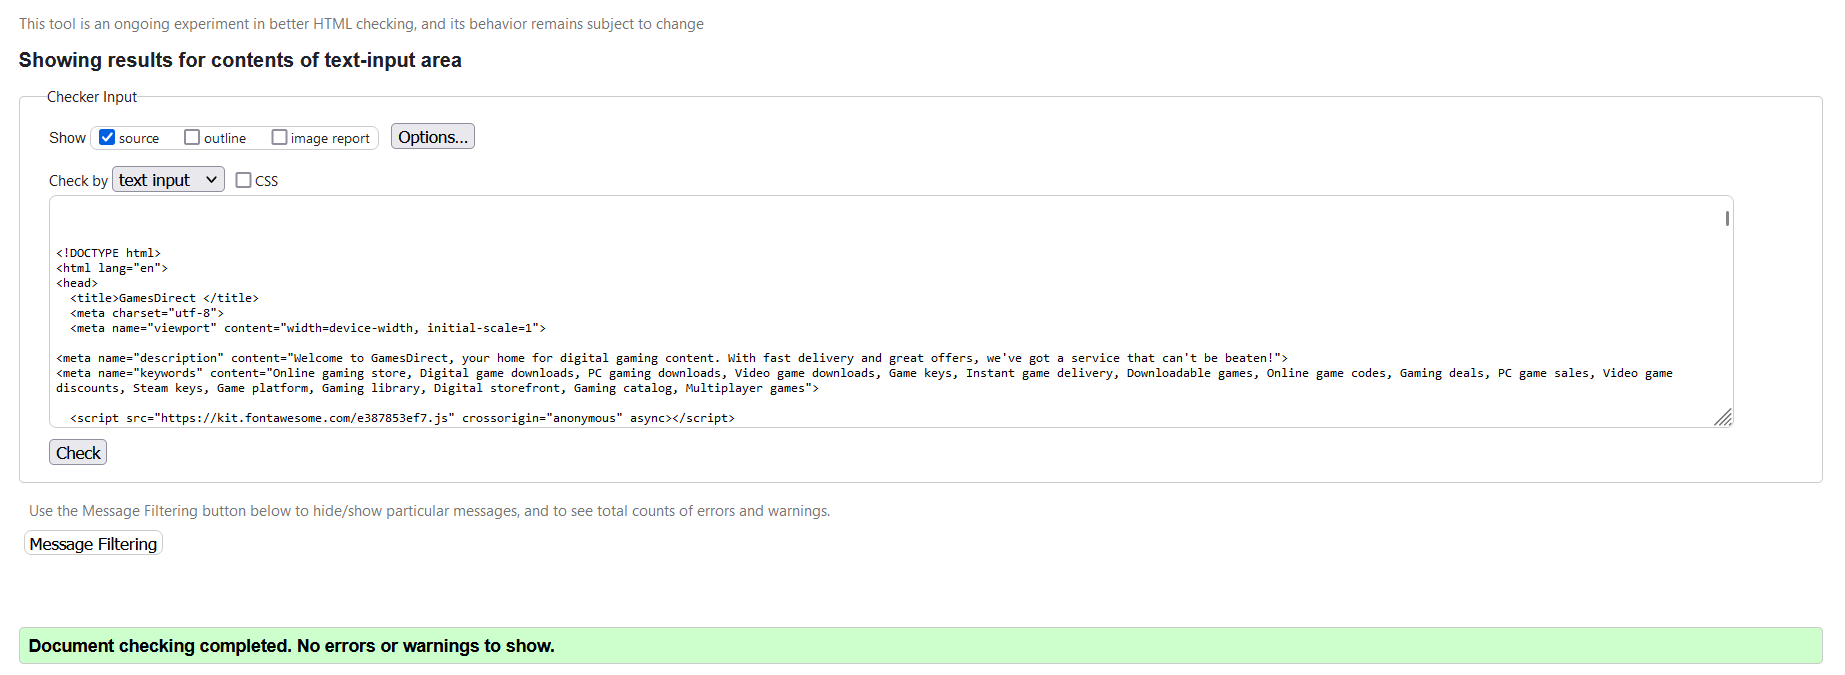 This tool is an ongoing experiment in better HTML checking, and its behavior remains subject to change
Showing results for contents of text-input area
Checker Input
Show source outline image report Options...
Check by text input CSS
<!DOCTYPE html>
<html lang="en">
<head>
<title>GamesDirect </title>
<meta charset="utf-8">
<meta name="viewport" content="width=device-width, initial-scale=1">
<meta name="description" content="Welcome to GamesDirect, your home for digital gaming content. With fast delivery and great offers, we've got a service that can't be beaten!">
<meta name="keywords" content="Online gaming store, Digital game downloads, PC gaming downloads, Video game downloads, Game keys, Instant game delivery, Downloadable games, Online game codes, Gaming deals, PC game sales, Video game
discounts, Steam keys, Game platform, Gaming library, Digital storefront, Gaming catalog, Multiplayer games">
<script src="https://kit.fontawesome.com/e387853ef7.js" crossorigin="anonymous" async></script>
Check
Use the Message Filtering button below to hide/show particular messages, and to see total counts of errors and warnings.
Message Filtering
Document checking completed. No errors or warnings to show.